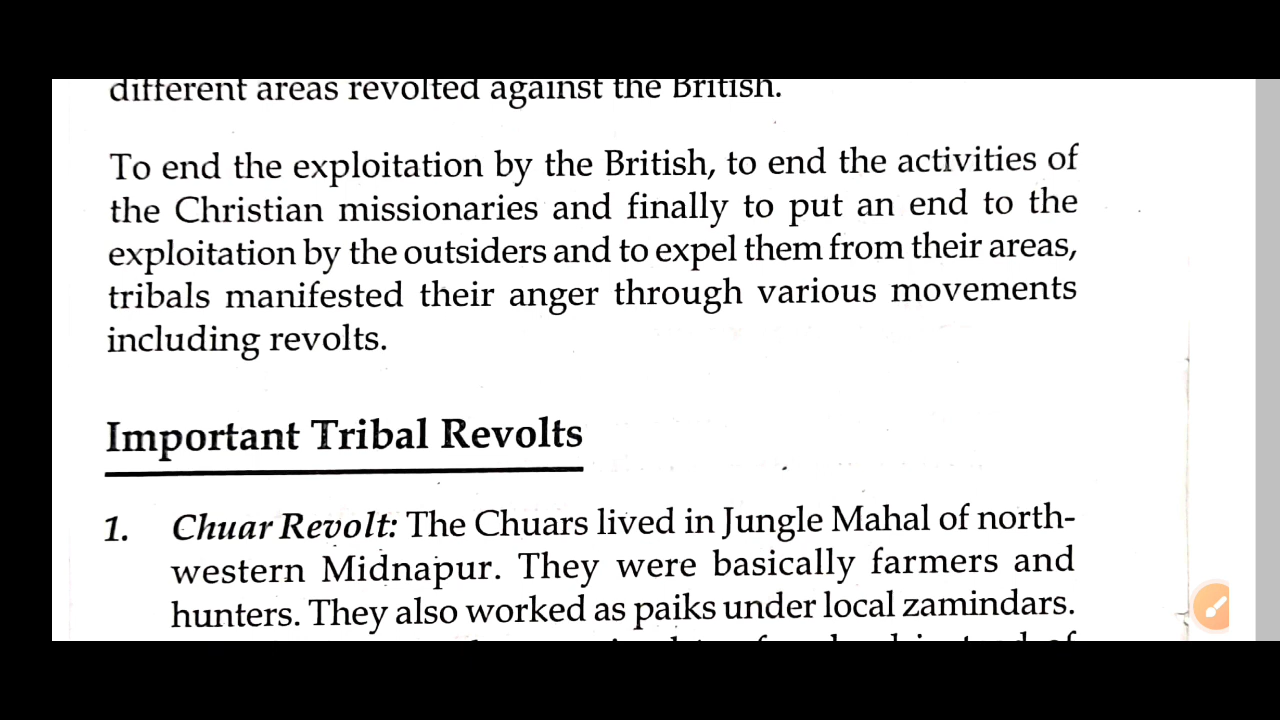 different areas revolted against the British.
To end the exploitation by the British, to end the activities of
the Christian missionaries and finally to put an end to the
exploitation by the outsiders and to expel them from their areas,
tribals manifested their anger through various movements
including revolts.
Important Tribal Revolts
1. Chuar Revolt: The Chuars lived in Jungle Mahal of north-
western Midnapur. They were basically farmers and
hunters. They also worked as paiks under local zamindars.